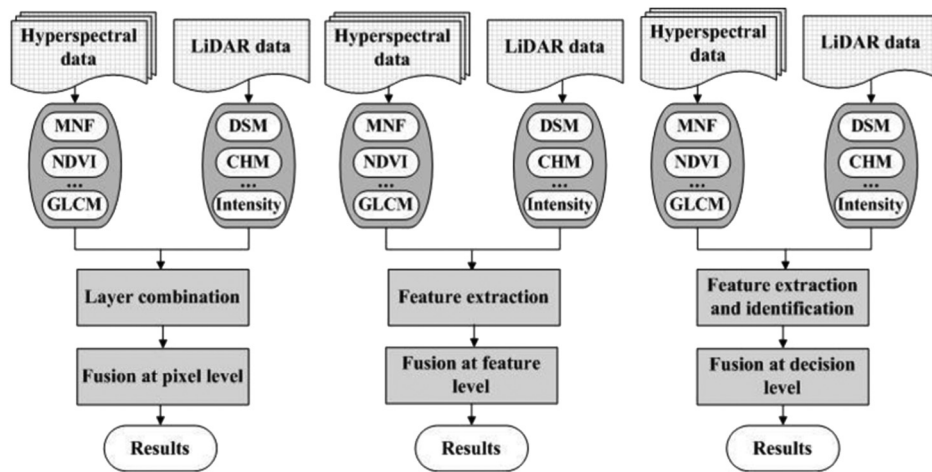 Hyperspectral
data
LiDAR data
MNF
NDVI
...
GLCM
DSM
CHM
...
Intensity
Layer combination
Fusion at pixel level
Results
Hyperspectral
data
LiDAR data
MNF
NDVI
...
GLCM
DSM
CHM
...
Intensity
Feature extraction
Fusion at feature
level
Results
Hyperspectral
data
LiDAR data
MNF
NDVI
...
GLCM
DSM
CHM
...
Intensity
Feature extraction
and identification
Fusion at decision
level
Results